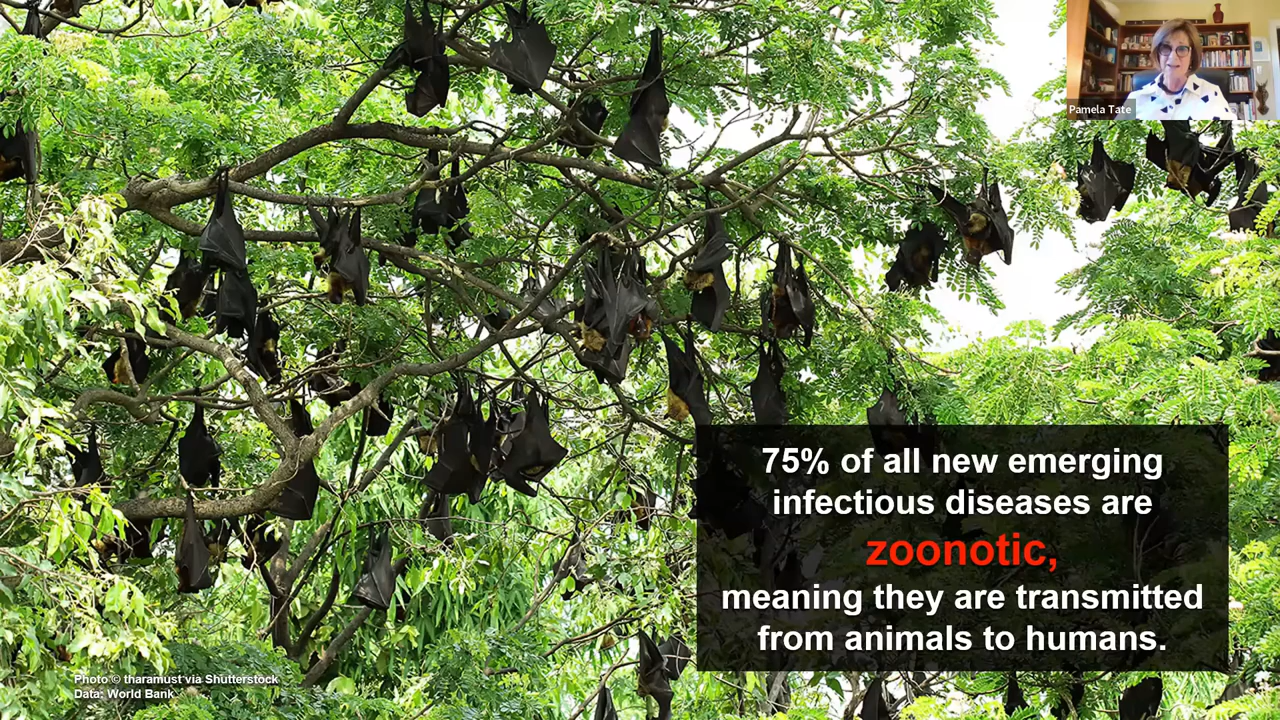 Pamela Tate
75% of all new emerging
infectious diseases are
zoonotic,
meaning they are transmitted
from animals to humans.
Photo © tharamust via Shutterstock
Data: World Bank